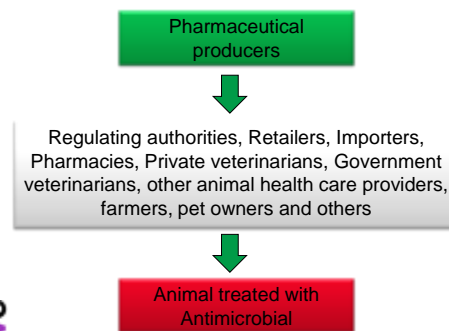 Pharmaceutical
producers
Regulating authorities, Retailers, Importers,
Pharmacies, Private veterinarians, Government
veterinarians, other animal health care providers,
farmers, pet owners and others
Animal treated with
Antimicrobial